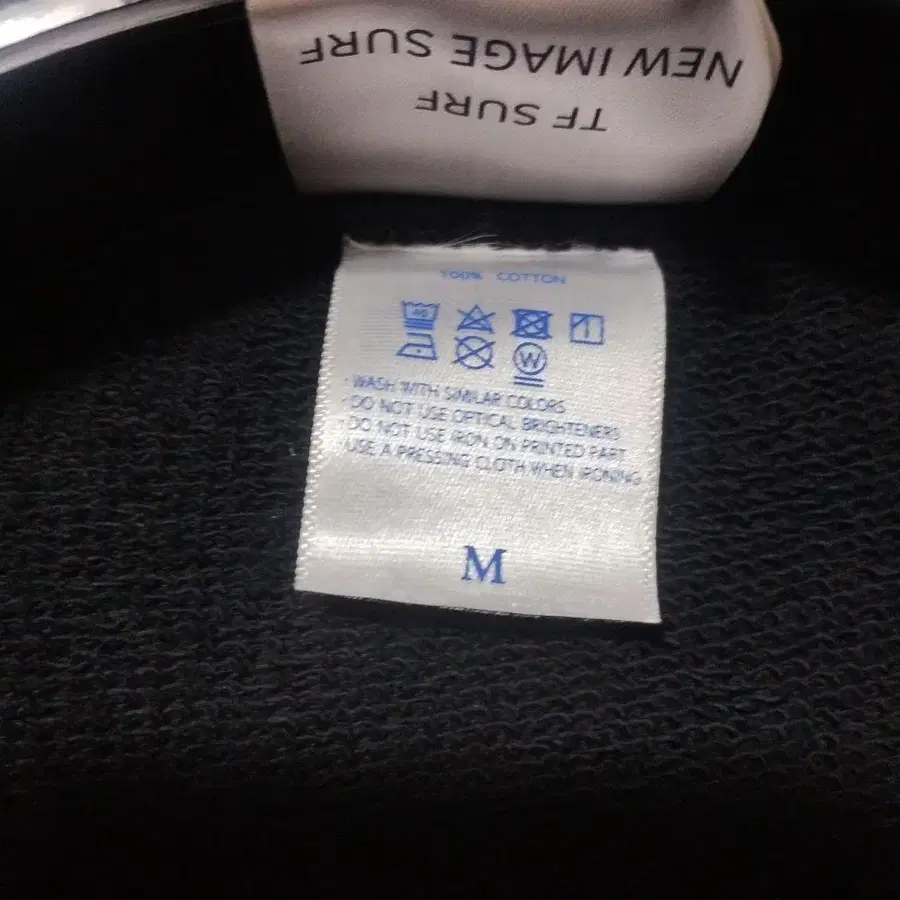 NEW IMAGE SURF
TF SURF
100% COTTON
40
W
· WASH WITH SIMILAR COLORS
· DO NOT USE OPTICAL BRIGHTENERS
· DO NOT USE IRON ON PRINTED PART
· USE A PRESSING CLOTH WHEN IRONING
M